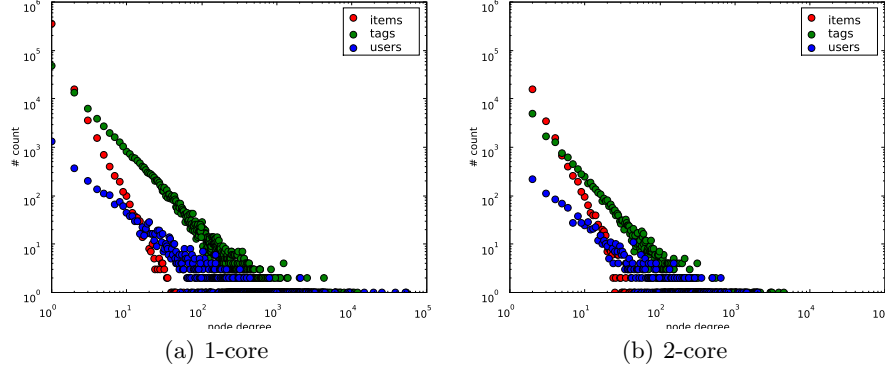 10^6
10^5
10^4
10^3
10^2
10^1
10^0
# count
items
tags
users
10^0 10^1 10^2 10^3 10^4 10^5
node degree
(a) 1-core
10^6
10^5
10^4
10^3
10^2
10^1
10^0
# count
items
tags
users
10^0 10^1 10^2 10^3 10^4
node degree
(b) 2-core